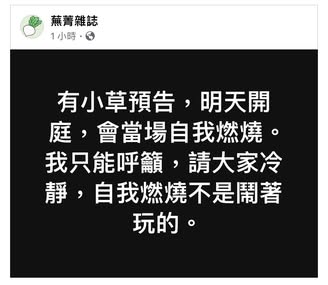 蕪菁雜誌
1 小時·
有小草預告，明天開
庭，會當場自我燃燒。
我只能呼籲，請大家冷
靜，自我燃燒不是鬧著
玩的。